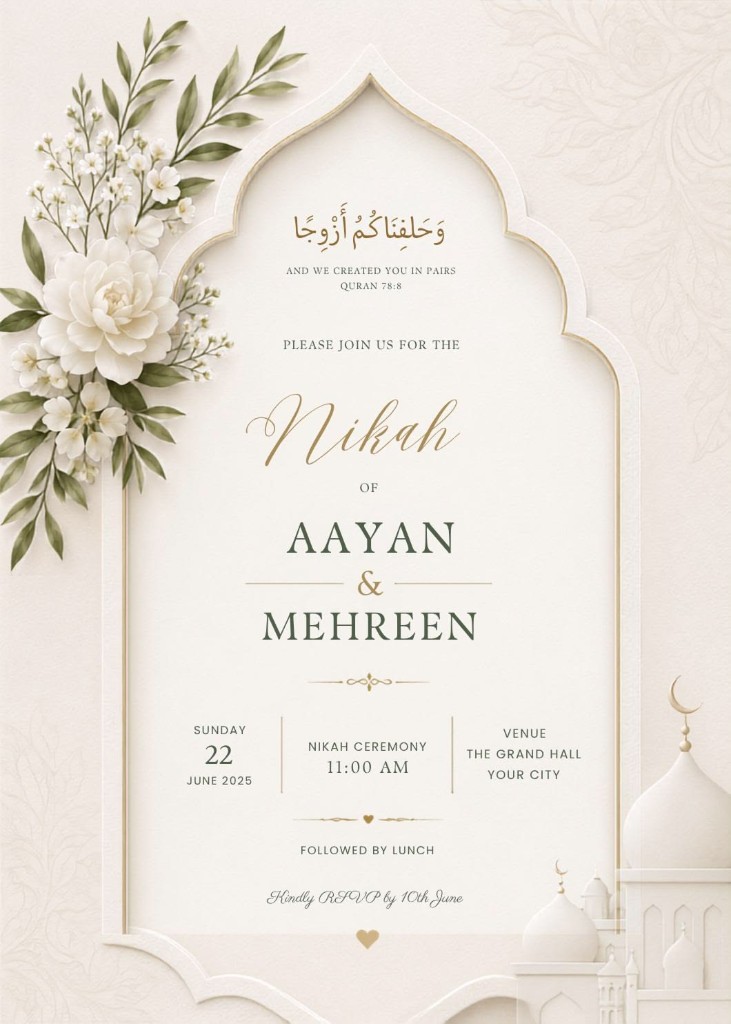 وَحَلفِنَاكُمُ أَزْوِجًا
AND WE CREATED YOU IN PAIRS
QURAN 78:8
PLEASE JOIN US FOR THE
Nikah
OF
AAYAN
&
MEHREEN
SUNDAY
22
JUNE 2025
NIKAH CEREMONY
11:00 AM
VENUE
THE GRAND HALL
YOUR CITY
FOLLOWED BY LUNCH
Kindly RSVP by 10th June